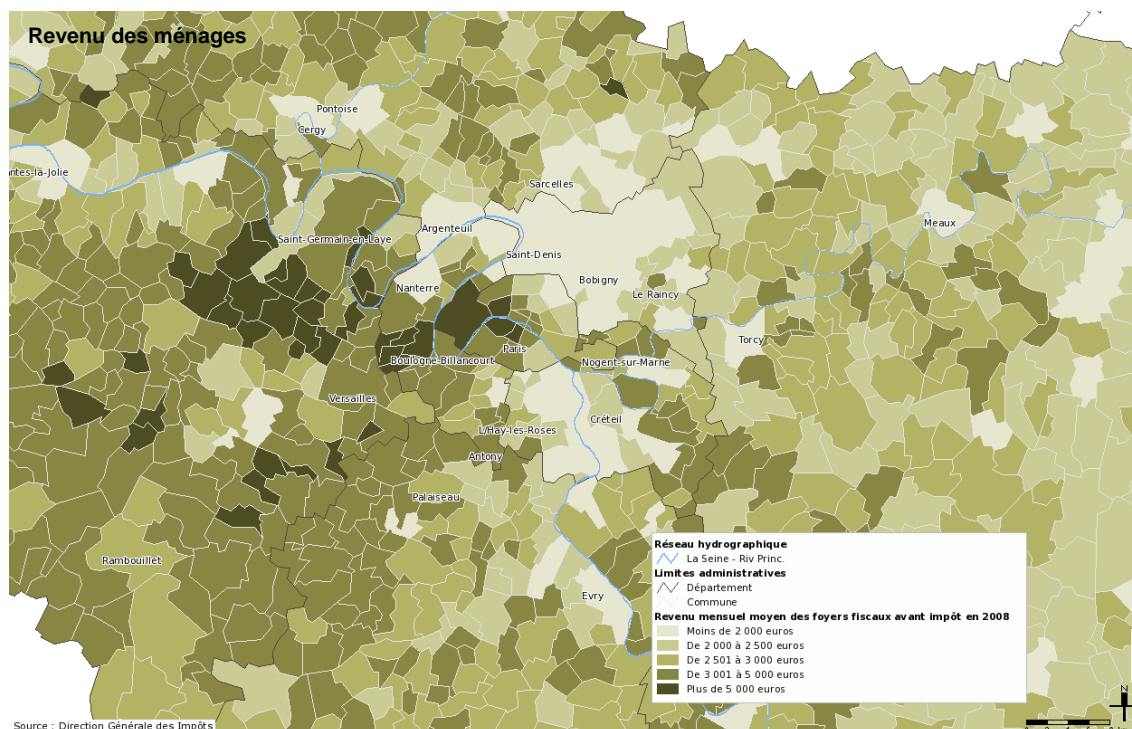 Revenu des ménages
Pontoise
Cergy
antes-la-Jolie
Sarcelles
Meaux
Argenteuil
Saint-Germain-en-Laye
Saint-Denis
Bobigny
Nanterre
Le Raincy
Torcy
Paris
Boulogne-Billancourt
Nogent-sur-Marne
Versailles
Créteil
L'Hay-les-Roses
Antony
Palaiseau
Rambouillet
Evry
Réseau hydrographique
La Seine - Riv Princ.
Limites administratives
Département
Commune
Revenu mensuel moyen des foyers fiscaux avant impôt en 2008
Moins de 2 000 euros
De 2 000 à 2 500 euros
De 2 501 à 3 000 euros
De 3 001 à 5 000 euros
Plus de 5 000 euros
N
Source : Direction Générale des Impôts